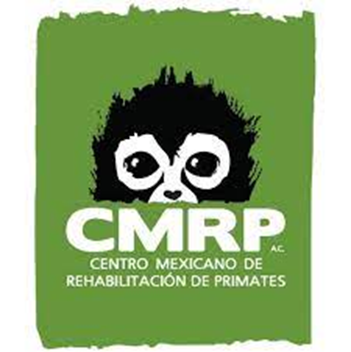 CMRP A.C.
CENTRO MEXICANO DE
REHABILITACIÓN DE PRIMATES